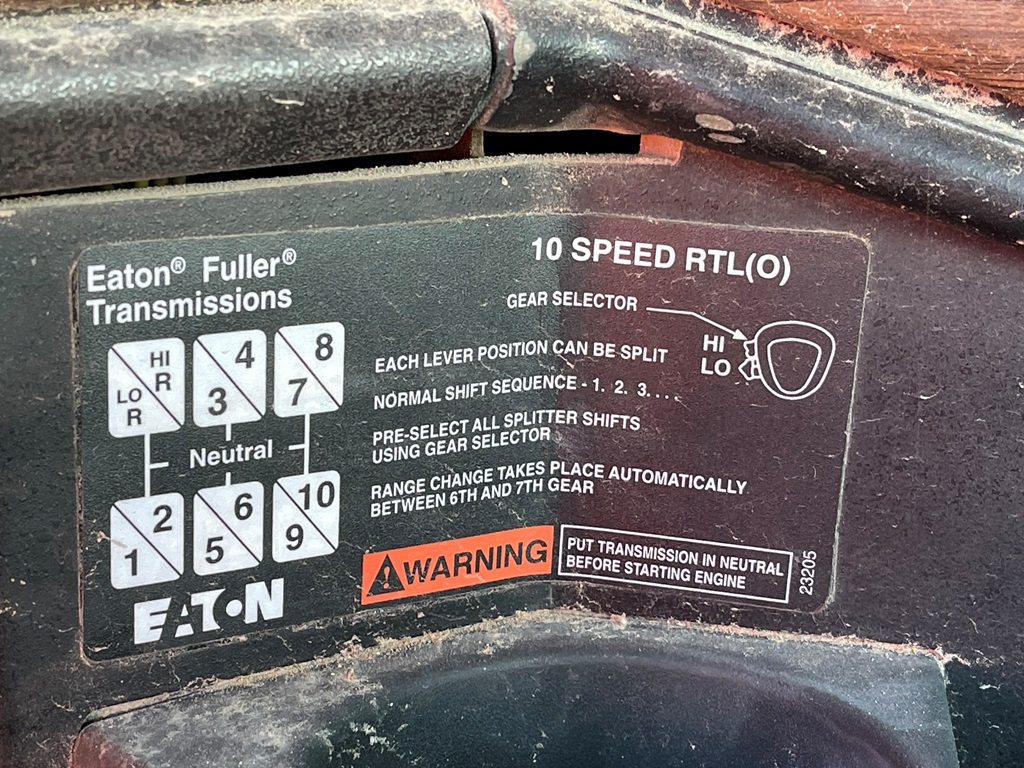 Eaton® Fuller®
Transmissions
HI
R
LO
R
4
3
8
7
Neutral
2
1
6
5
10
9
EATON
10 SPEED RTL(O)
GEAR SELECTOR
HI
LO
EACH LEVER POSITION CAN BE SPLIT
NORMAL SHIFT SEQUENCE - 1. 2. 3. . . .
PRE-SELECT ALL SPLITTER SHIFTS
USING GEAR SELECTOR
RANGE CHANGE TAKES PLACE AUTOMATICALLY
BETWEEN 6TH AND 7TH GEAR
WARNING
PUT TRANSMISSION IN NEUTRAL
BEFORE STARTING ENGINE
23205